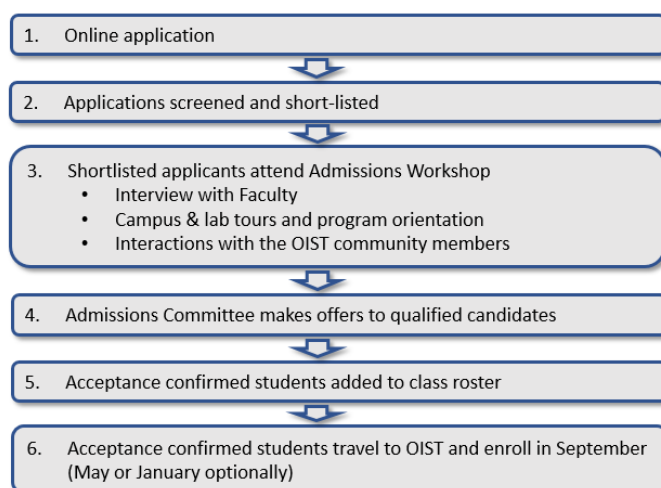 1. Online application
2. Applications screened and short-listed
3. Shortlisted applicants attend Admissions Workshop
• Interview with Faculty
• Campus & lab tours and program orientation
• Interactions with the OIST community members
4. Admissions Committee makes offers to qualified candidates
5. Acceptance confirmed students added to class roster
6. Acceptance confirmed students travel to OIST and enroll in September
(May or January optionally)